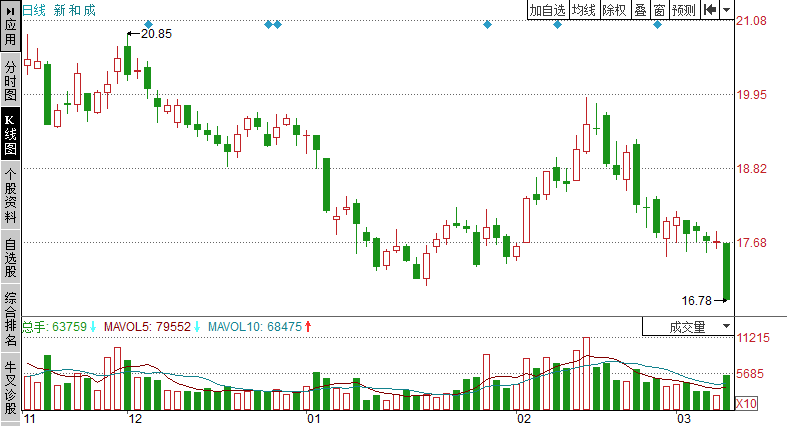 日线 新和成
加自选 均线 除权 叠 窗 预测
应用
分时图
K线图
个股资料
自选股
综合排名
牛叉诊股
21.08
20.85
19.95
18.82
17.68
16.78
总手: 63759 MAVOL5: 79552 MAVOL10: 68475
成交量
11215
5685
X10
11 12 01 02 03